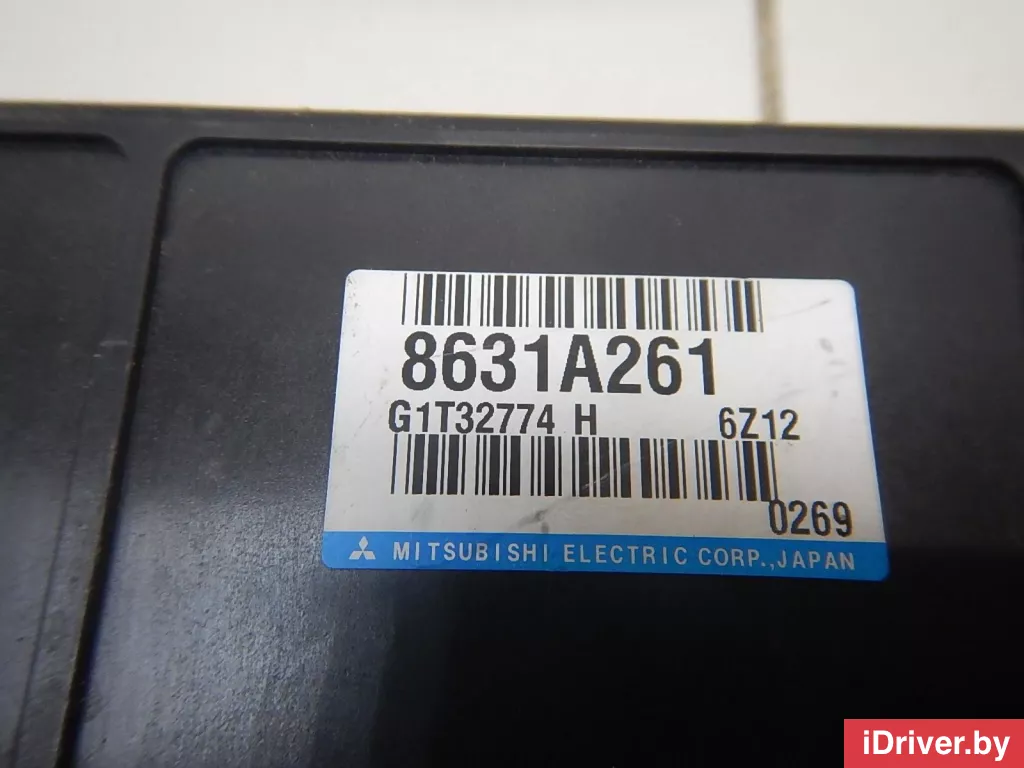 8631A261
G1T32774 H 6Z12
0269
MITSUBISHI ELECTRIC CORP.,JAPAN
iDriver.by